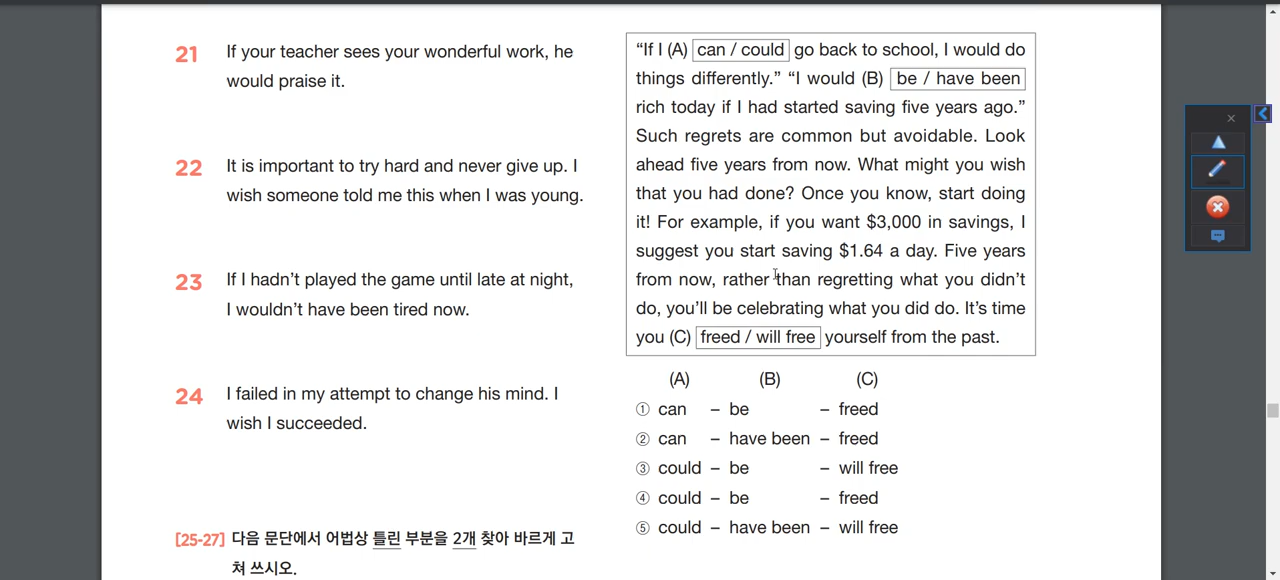 21 If your teacher sees your wonderful work, he
would praise it.
22 It is important to try hard and never give up. I
wish someone told me this when I was young.
23 If I hadn’t played the game until late at night,
I wouldn’t have been tired now.
24 I failed in my attempt to change his mind. I
wish I succeeded.
[25-27] 다음 문단에서 어법상 틀린 부분을 2개 찾아 바르게 고
쳐 쓰시오.
“If I (A) can / could go back to school, I would do
things differently.” “I would (B) be / have been
rich today if I had started saving five years ago.”
Such regrets are common but avoidable. Look
ahead five years from now. What might you wish
that you had done? Once you know, start doing
it! For example, if you want $3,000 in savings, I
suggest you start saving $1.64 a day. Five years
from now, rather than regretting what you didn’t
do, you’ll be celebrating what you did do. It’s time
you (C) freed / will free yourself from the past.
(A) (B) (C)
① can – be – freed
② can – have been – freed
③ could – be – will free
④ could – be – freed
⑤ could – have been – will free